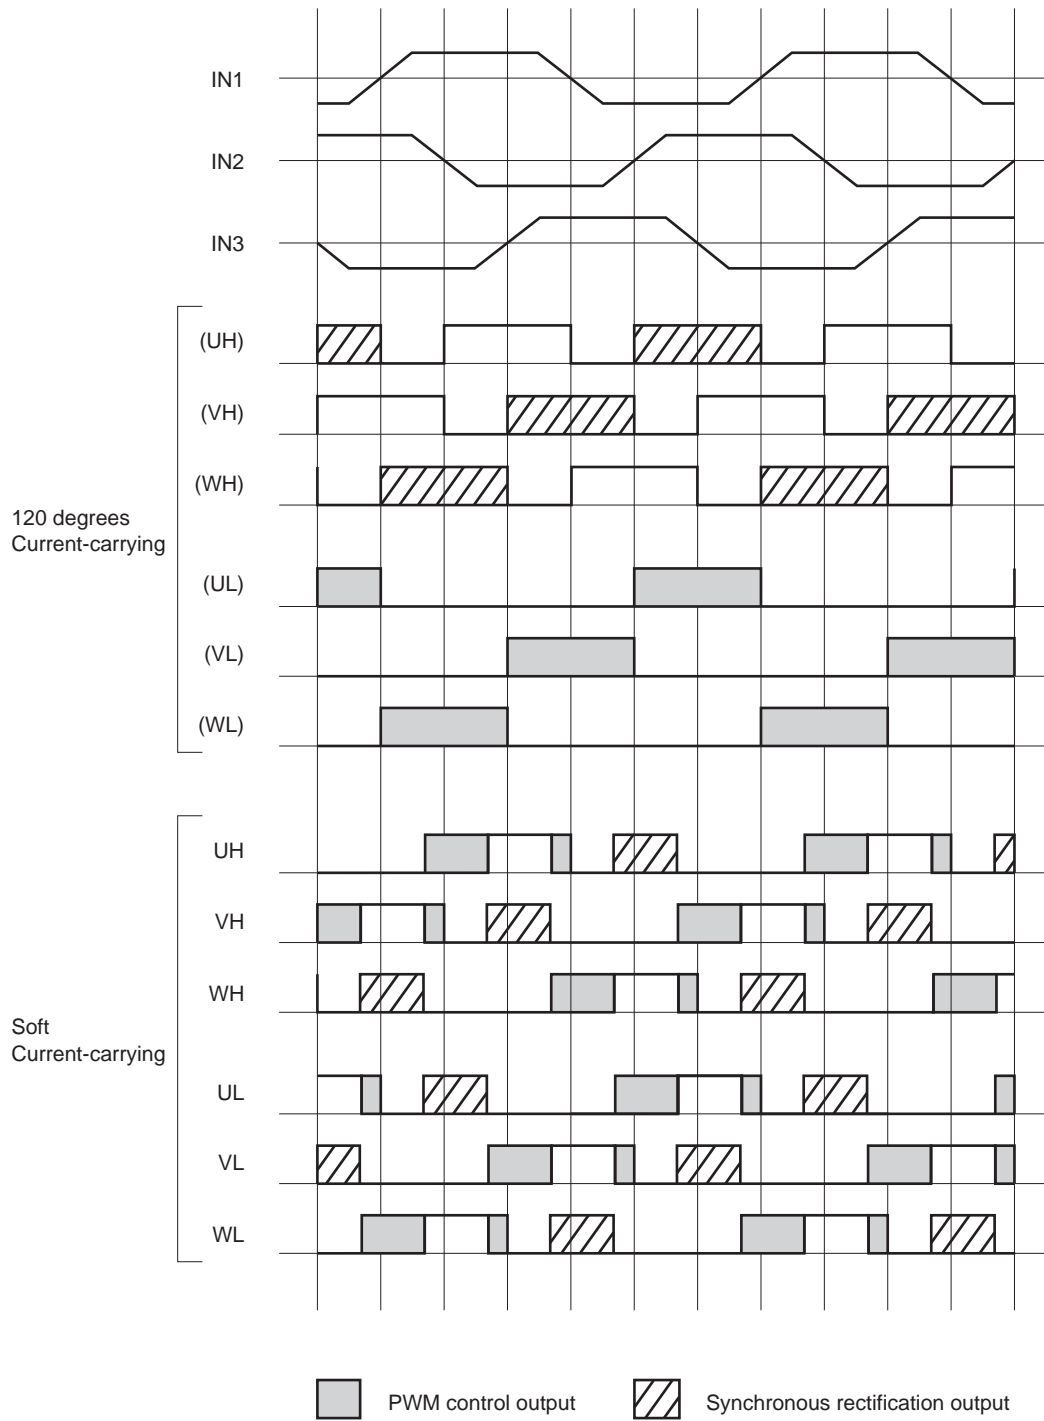 IN1
IN2
IN3
(UH)
(VH)
(WH)
120 degrees
Current-carrying
(UL)
(VL)
(WL)
UH
VH
WH
Soft
Current-carrying
UL
VL
WL
PWM control output
Synchronous rectification output